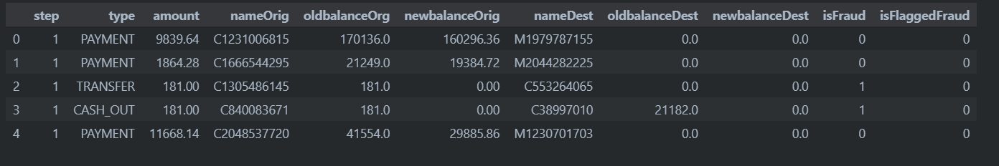 step type amount nameOrig oldbalanceOrg newbalanceOrig nameDest oldbalanceDest newbalanceDest isFraud isFlaggedFraud
0 1 PAYMENT 9839.64 C1231006815 170136.0 160296.36 M1979787155 0.0 0.0 0 0
1 1 PAYMENT 1864.28 C1666544295 21249.0 19384.72 M2044282225 0.0 0.0 0 0
2 1 TRANSFER 181.00 C1305486145 181.0 0.00 C553264065 0.0 0.0 1 0
3 1 CASH_OUT 181.00 C840083671 181.0 0.00 C38997010 21182.0 0.0 1 0
4 1 PAYMENT 11668.14 C2048537720 41554.0 29885.86 M1230701703 0.0 0.0 0 0